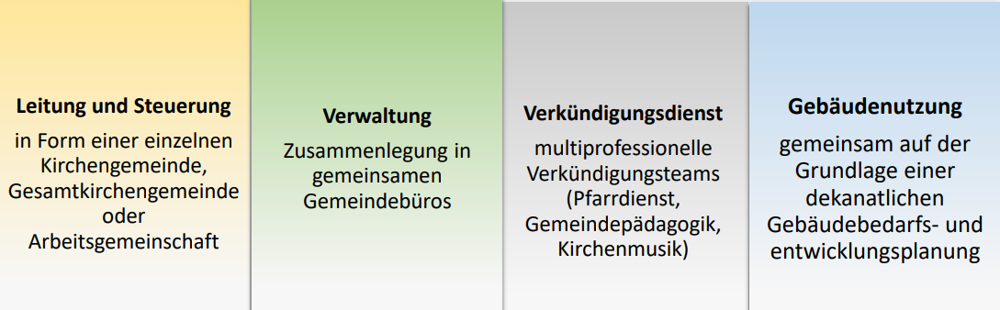 Leitung und Steuerung
in Form einer einzelnen
Kirchengemeinde,
Gesamtkirchengemeinde
oder
Arbeitsgemeinschaft
Verwaltung
Zusammenlegung in
gemeinsamen
Gemeindebüros
Verkündigungsdienst
multiprofessionelle
Verkündigungsteams
(Pfarrdienst,
Gemeindepädagogik,
Kirchenmusik)
Gebäudenutzung
gemeinsam auf der
Grundlage einer
dekanatlichen
Gebäudebedarfs- und
entwicklungsplanung